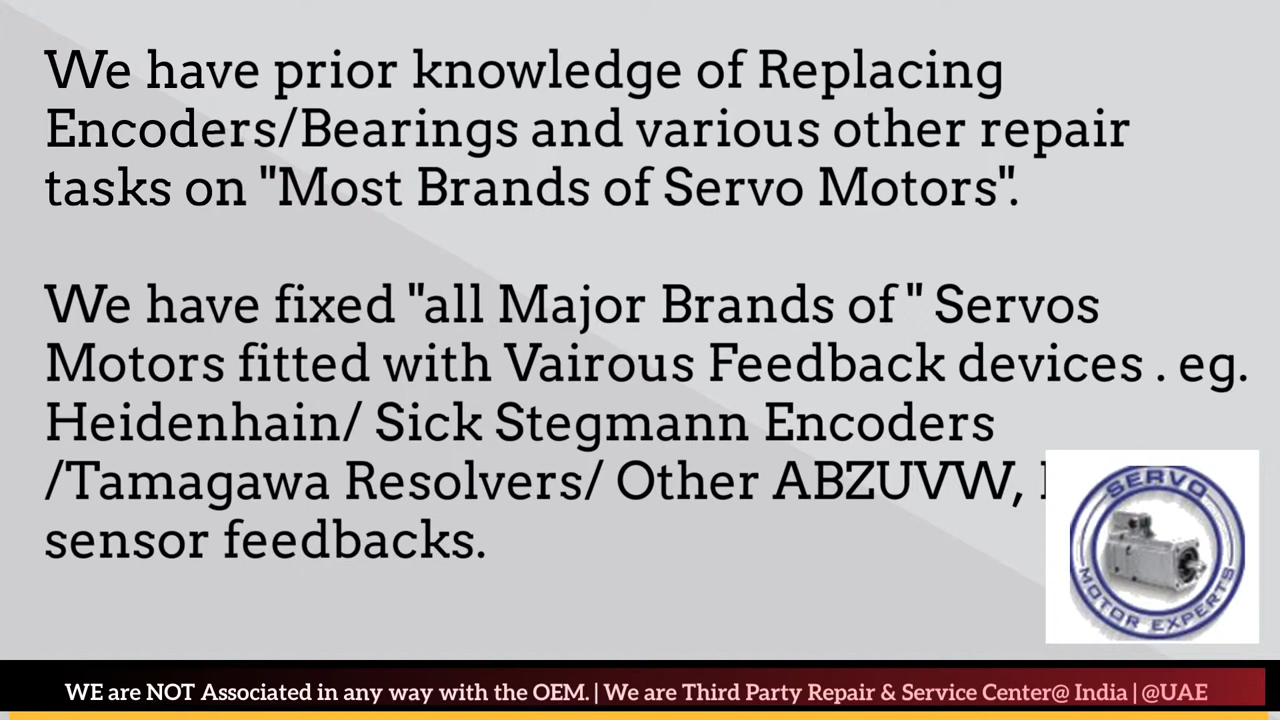 We have prior knowledge of Replacing
Encoders/Bearings and various other repair
tasks on "Most Brands of Servo Motors".
We have fixed "all Major Brands of " Servos
Motors fitted with Vairous Feedback devices . eg.
Heidenhain/ Sick Stegmann Encoders
/Tamagawa Resolvers/ Other ABZUVW,
sensor feedbacks.
SERVO
MOTOR EXPERTS
WE are NOT Associated in any way with the OEM. | We are Third Party Repair & Service Center@ India | @UAE